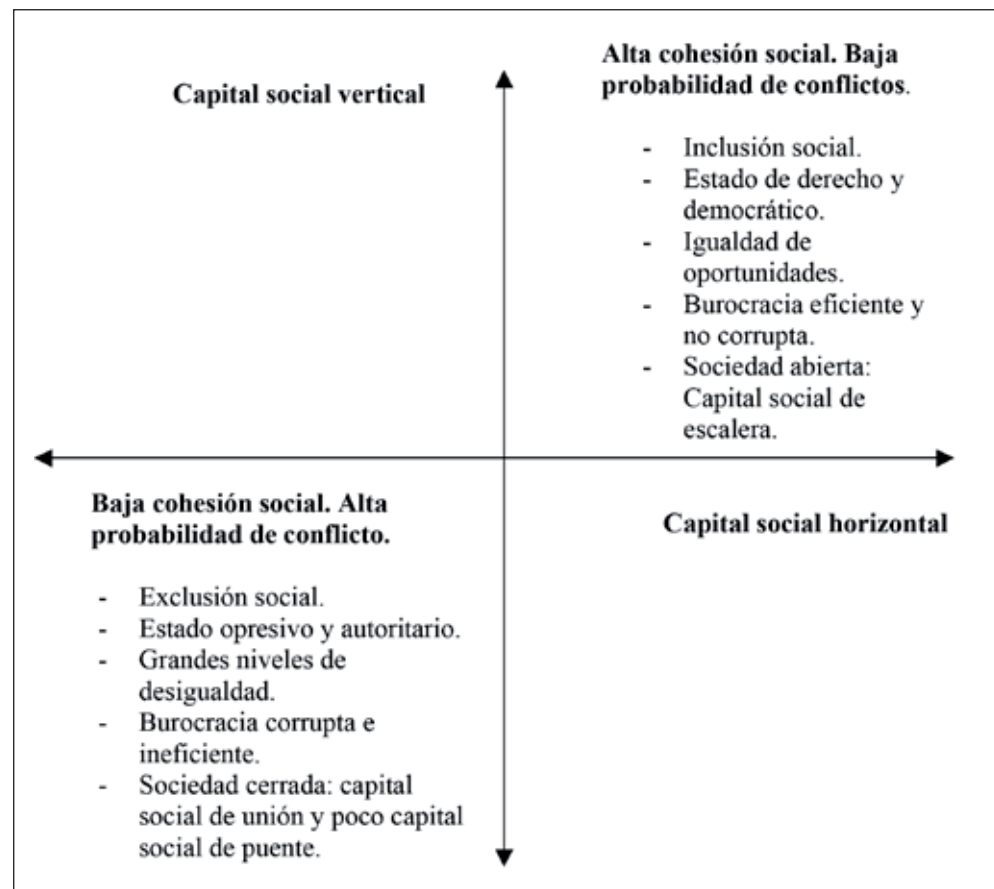 Capital social vertical
Alta cohesión social. Baja
probabilidad de conflictos.
- Inclusión social.
- Estado de derecho y
democrático.
- Igualdad de
oportunidades.
- Burocracia eficiente y
no corrupta.
- Sociedad abierta:
Capital social de
escalera.
Baja cohesión social. Alta
probabilidad de conflicto.
- Exclusión social.
- Estado opresivo y autoritario.
- Grandes niveles de
desigualdad.
- Burocracia corrupta e
ineficiente.
- Sociedad cerrada: capital
social de unión y poco capital
social de puente.
Capital social horizontal